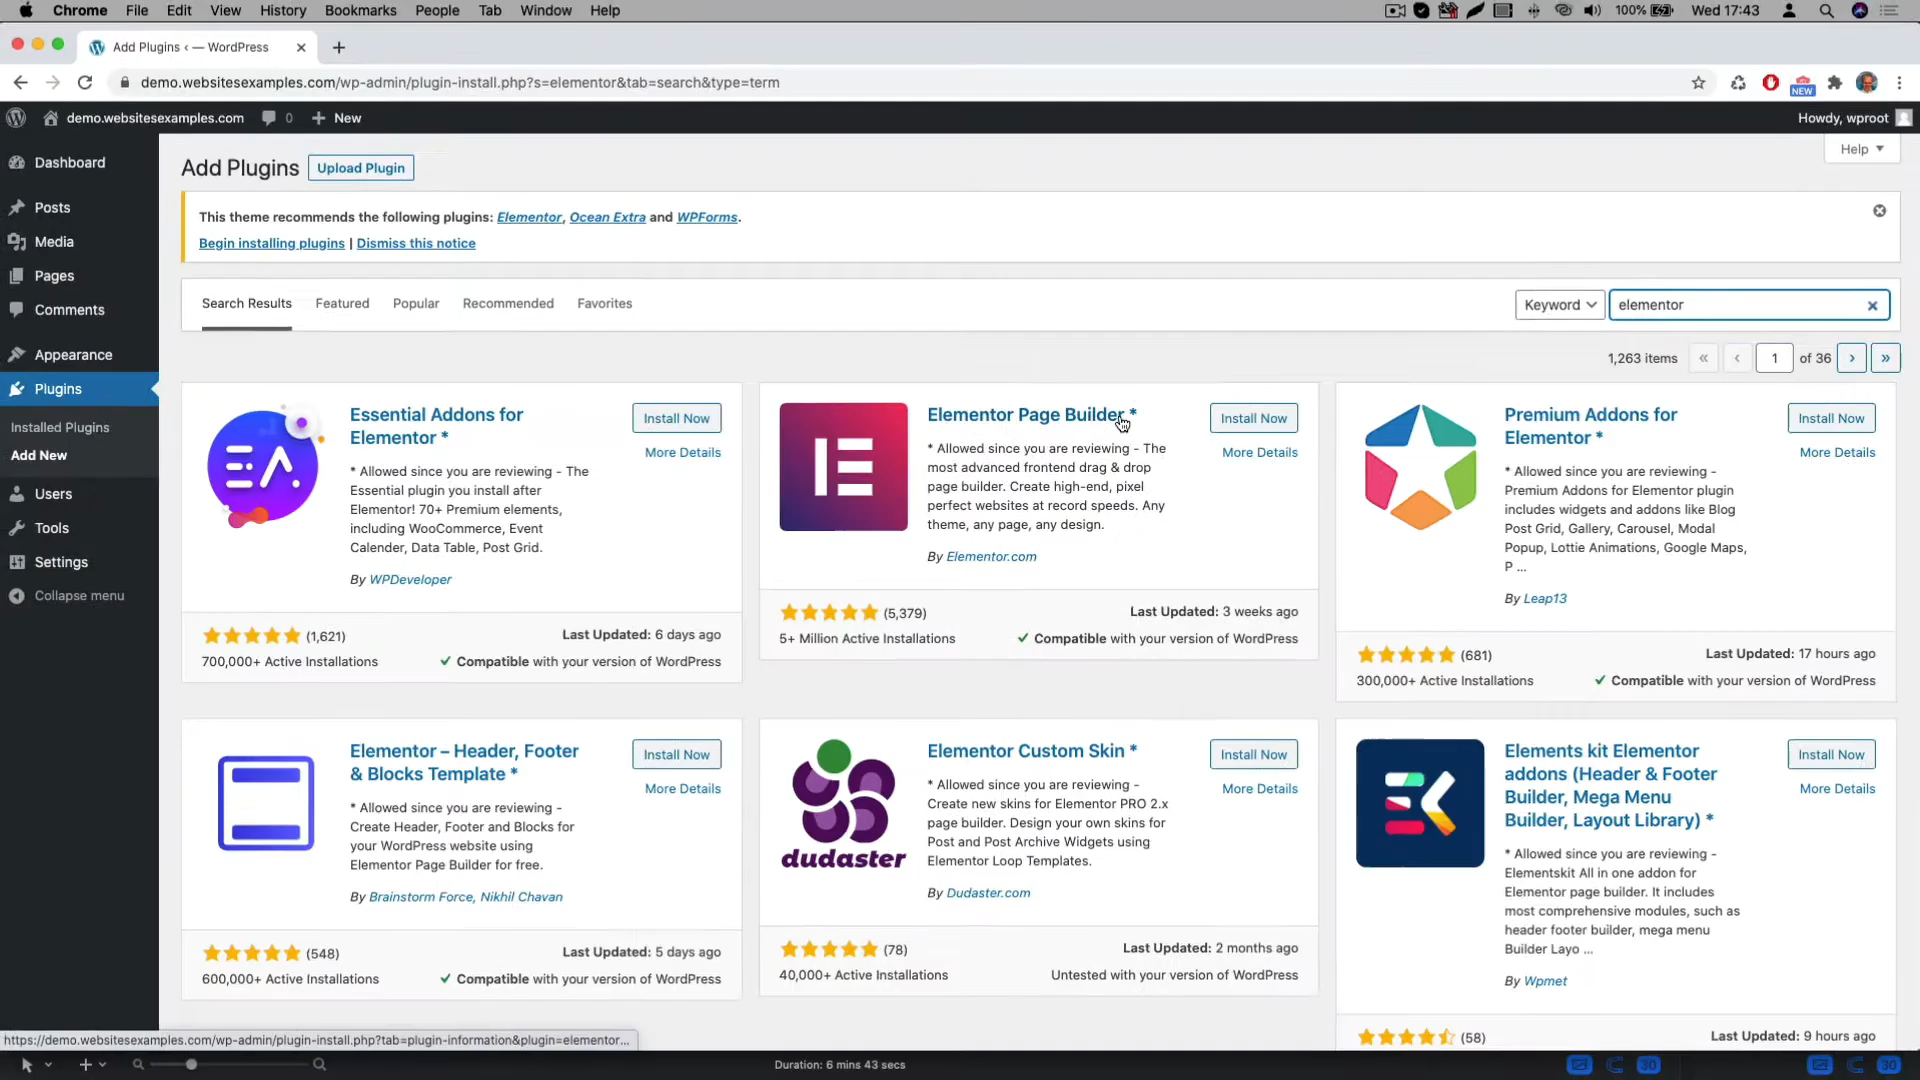 Chrome File Edit View History Bookmarks People Tab Window Help 100% Wed 17:43
Add Plugins ‹ — WordPress
demo.websitesexamples.com/wp-admin/plugin-install.php?s=elementor&tab=search&type=term
NEW
demo.websitesexamples.com 0 New Howdy, wproot
Dashboard
Posts
Media
Pages
Comments
Appearance
Plugins
Installed Plugins
Add New
Users
Tools
Settings
Collapse menu
Help
Add Plugins Upload Plugin
This theme recommends the following plugins: Elementor, Ocean Extra and WPForms.
Begin installing plugins | Dismiss this notice
Search Results Featured Popular Recommended Favorites Keyword elementor
1,263 items « ‹ 1 of 36 › »
Essential Addons for
Elementor *
Install Now
More Details
* Allowed since you are reviewing - The
Essential plugin you install after
Elementor! 70+ Premium elements,
including WooCommerce, Event
Calendar, Data Table, Post Grid.
By WPDeveloper
(1,621)
Last Updated: 6 days ago
700,000+ Active Installations
Compatible with your version of WordPress
Elementor Page Builder *
Install Now
More Details
* Allowed since you are reviewing - The
most advanced frontend drag & drop
page builder. Create high-end, pixel
perfect websites at record speeds. Any
theme, any page, any design.
By Elementor.com
(5,379)
Last Updated: 3 weeks ago
5+ Million Active Installations
Compatible with your version of WordPress
Premium Addons for
Elementor *
Install Now
More Details
* Allowed since you are reviewing -
Premium Addons for Elementor plugin
includes widgets and addons like Blog
Post Grid, Gallery, Carousel, Modal
Popup, Lottie Animations, Google Maps,
P ...
By Leap13
(681)
Last Updated: 17 hours ago
300,000+ Active Installations
Compatible with your version of WordPress
Elementor – Header, Footer
& Blocks Template *
Install Now
More Details
* Allowed since you are reviewing -
Create Header, Footer and Blocks for
your WordPress website using
Elementor Page Builder for free.
By Brainstorm Force, Nikhil Chavan
(548)
Last Updated: 5 days ago
600,000+ Active Installations
Compatible with your version of WordPress
dudaster
Elementor Custom Skin *
Install Now
More Details
* Allowed since you are reviewing -
Create new skins for Elementor PRO 2.x
page builder. Design your own skins for
Post and Post Archive Widgets using
Elementor Loop Templates.
By Dudaster.com
(78)
Last Updated: 2 months ago
40,000+ Active Installations
Untested with your version of WordPress
Elements kit Elementor
addons (Header & Footer
Builder, Mega Menu
Builder, Layout Library) *
Install Now
More Details
* Allowed since you are reviewing -
Elementskit All in one addon for
Elementor page builder. It includes
most comprehensive modules, such as
header footer builder, mega menu
Builder Layo ...
By Wpmet
(58)
Last Updated: 9 hours ago
https://demo.websitesexamples.com/wp-admin/plugin-install.php?tab=plugin-information&plugin=elementor...
Duration: 6 mins 43 secs
30
30